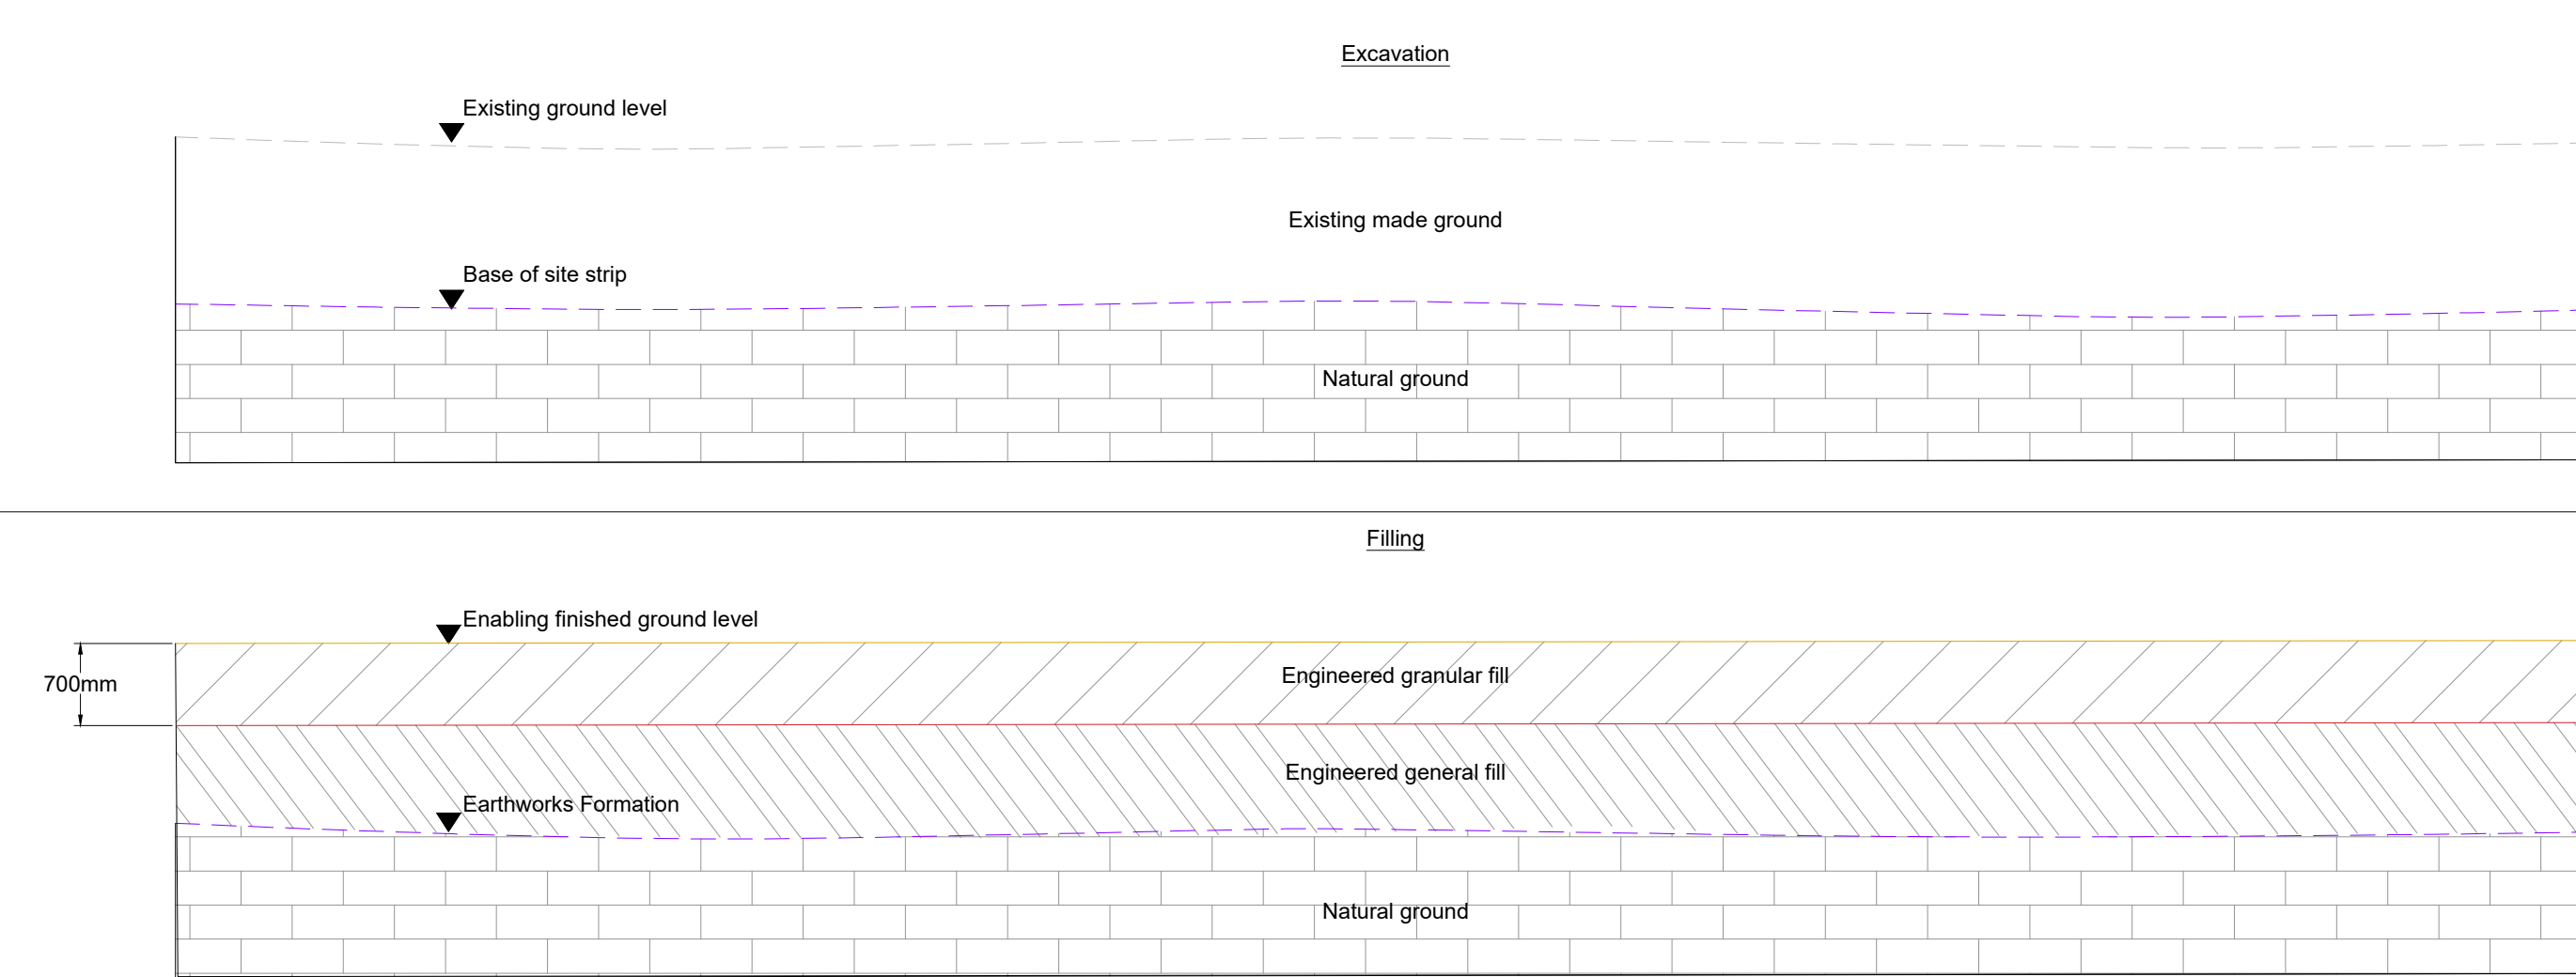 Excavation
Existing ground level
Existing made ground
Base of site strip
Natural ground
Filling
Enabling finished ground level
Engineered granular fill
700mm
Engineered general fill
Earthworks Formation
Natural ground